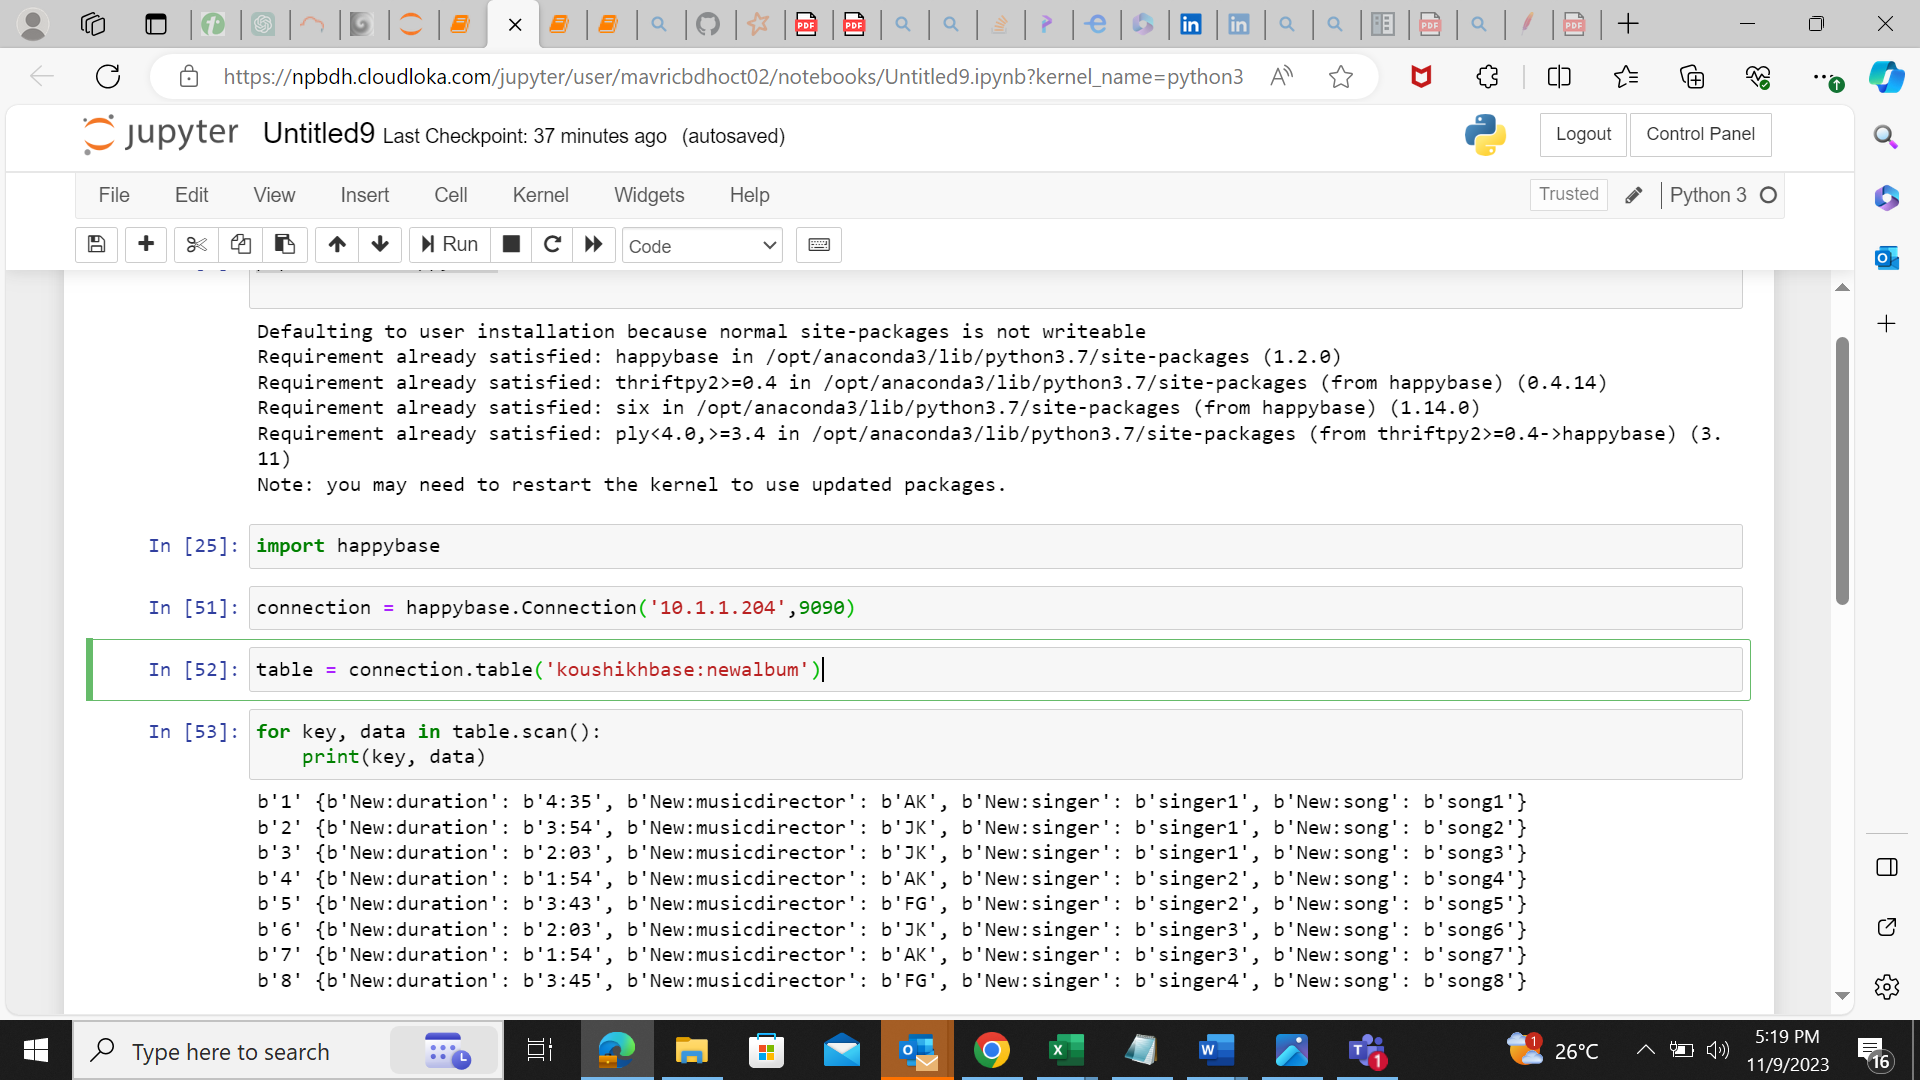 https://npbdh.cloudloka.com/jupyter/user/mavricbdhoct02/notebooks/Untitled9.ipynb?kernel_name=python3
jupyter Untitled9 Last Checkpoint: 37 minutes ago (autosaved)
Logout Control Panel
File Edit View Insert Cell Kernel Widgets Help
Trusted Python 3
Run Code
Defaulting to user installation because normal site-packages is not writeable
Requirement already satisfied: happybase in /opt/anaconda3/lib/python3.7/site-packages (1.2.0)
Requirement already satisfied: thriftpy2>=0.4 in /opt/anaconda3/lib/python3.7/site-packages (from happybase) (0.4.14)
Requirement already satisfied: six in /opt/anaconda3/lib/python3.7/site-packages (from happybase) (1.14.0)
Requirement already satisfied: ply<4.0,>=3.4 in /opt/anaconda3/lib/python3.7/site-packages (from thriftpy2>=0.4->happybase) (3.
11)
Note: you may need to restart the kernel to use updated packages.
In [25]: import happybase
In [51]: connection = happybase.Connection('10.1.1.204',9090)
In [52]: table = connection.table('koushikhbase:newalbum')
In [53]: for key, data in table.scan():
print(key, data)
b'1' {b'New:duration': b'4:35', b'New:musicdirector': b'AK', b'New:singer': b'singer1', b'New:song': b'song1'}
b'2' {b'New:duration': b'3:54', b'New:musicdirector': b'JK', b'New:singer': b'singer1', b'New:song': b'song2'}
b'3' {b'New:duration': b'2:03', b'New:musicdirector': b'JK', b'New:singer': b'singer1', b'New:song': b'song3'}
b'4' {b'New:duration': b'1:54', b'New:musicdirector': b'AK', b'New:singer': b'singer2', b'New:song': b'song4'}
b'5' {b'New:duration': b'3:43', b'New:musicdirector': b'FG', b'New:singer': b'singer2', b'New:song': b'song5'}
b'6' {b'New:duration': b'2:03', b'New:musicdirector': b'JK', b'New:singer': b'singer3', b'New:song': b'song6'}
b'7' {b'New:duration': b'1:54', b'New:musicdirector': b'AK', b'New:singer': b'singer3', b'New:song': b'song7'}
b'8' {b'New:duration': b'3:45', b'New:musicdirector': b'FG', b'New:singer': b'singer4', b'New:song': b'song8'}
Type here to search
26°C
5:19 PM
11/9/2023
16